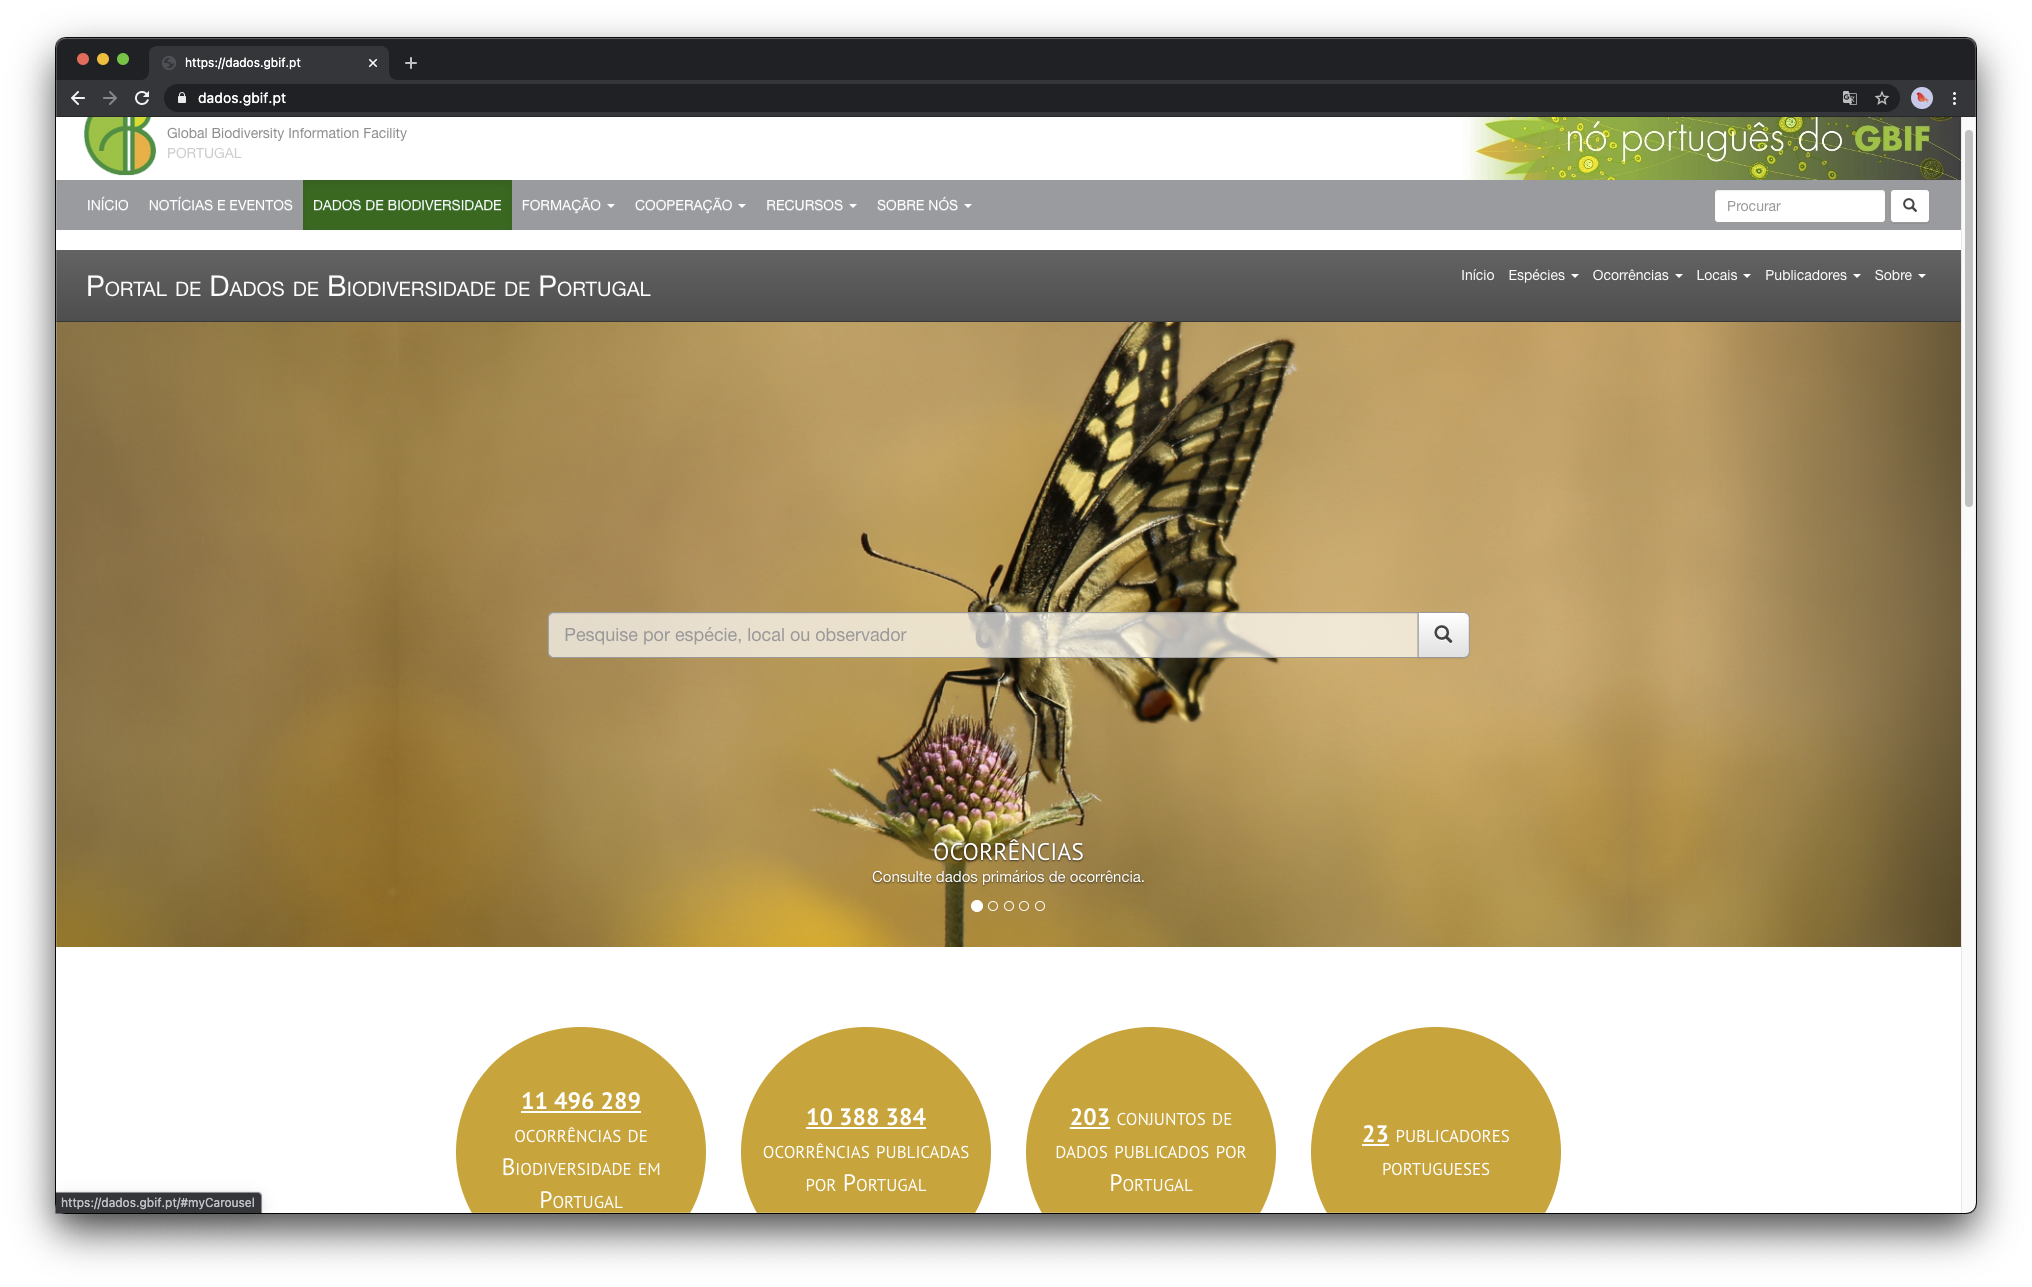 https://dados.gbif.pt
dados.gbif.pt
Global Biodiversity Information Facility
PORTUGAL
nó português do GBIF
INÍCIO NOTÍCIAS E EVENTOS DADOS DE BIODIVERSIDADE FORMAÇÃO COOPERAÇÃO RECURSOS SOBRE NÓS Procurar
Portal de Dados de Biodiversidade de Portugal
Início Espécies Ocorrências Locais Publicadores Sobre
Pesquise por espécie, local ou observador
OCORRÊNCIAS
Consulte dados primários de ocorrência.
11 496 289
ocorrências de
Biodiversidade em
Portugal
10 388 384
ocorrências publicadas
por Portugal
203 conjuntos de
dados publicados por
Portugal
23 publicadores
portugueses
https://dados.gbif.pt/#myCarousel